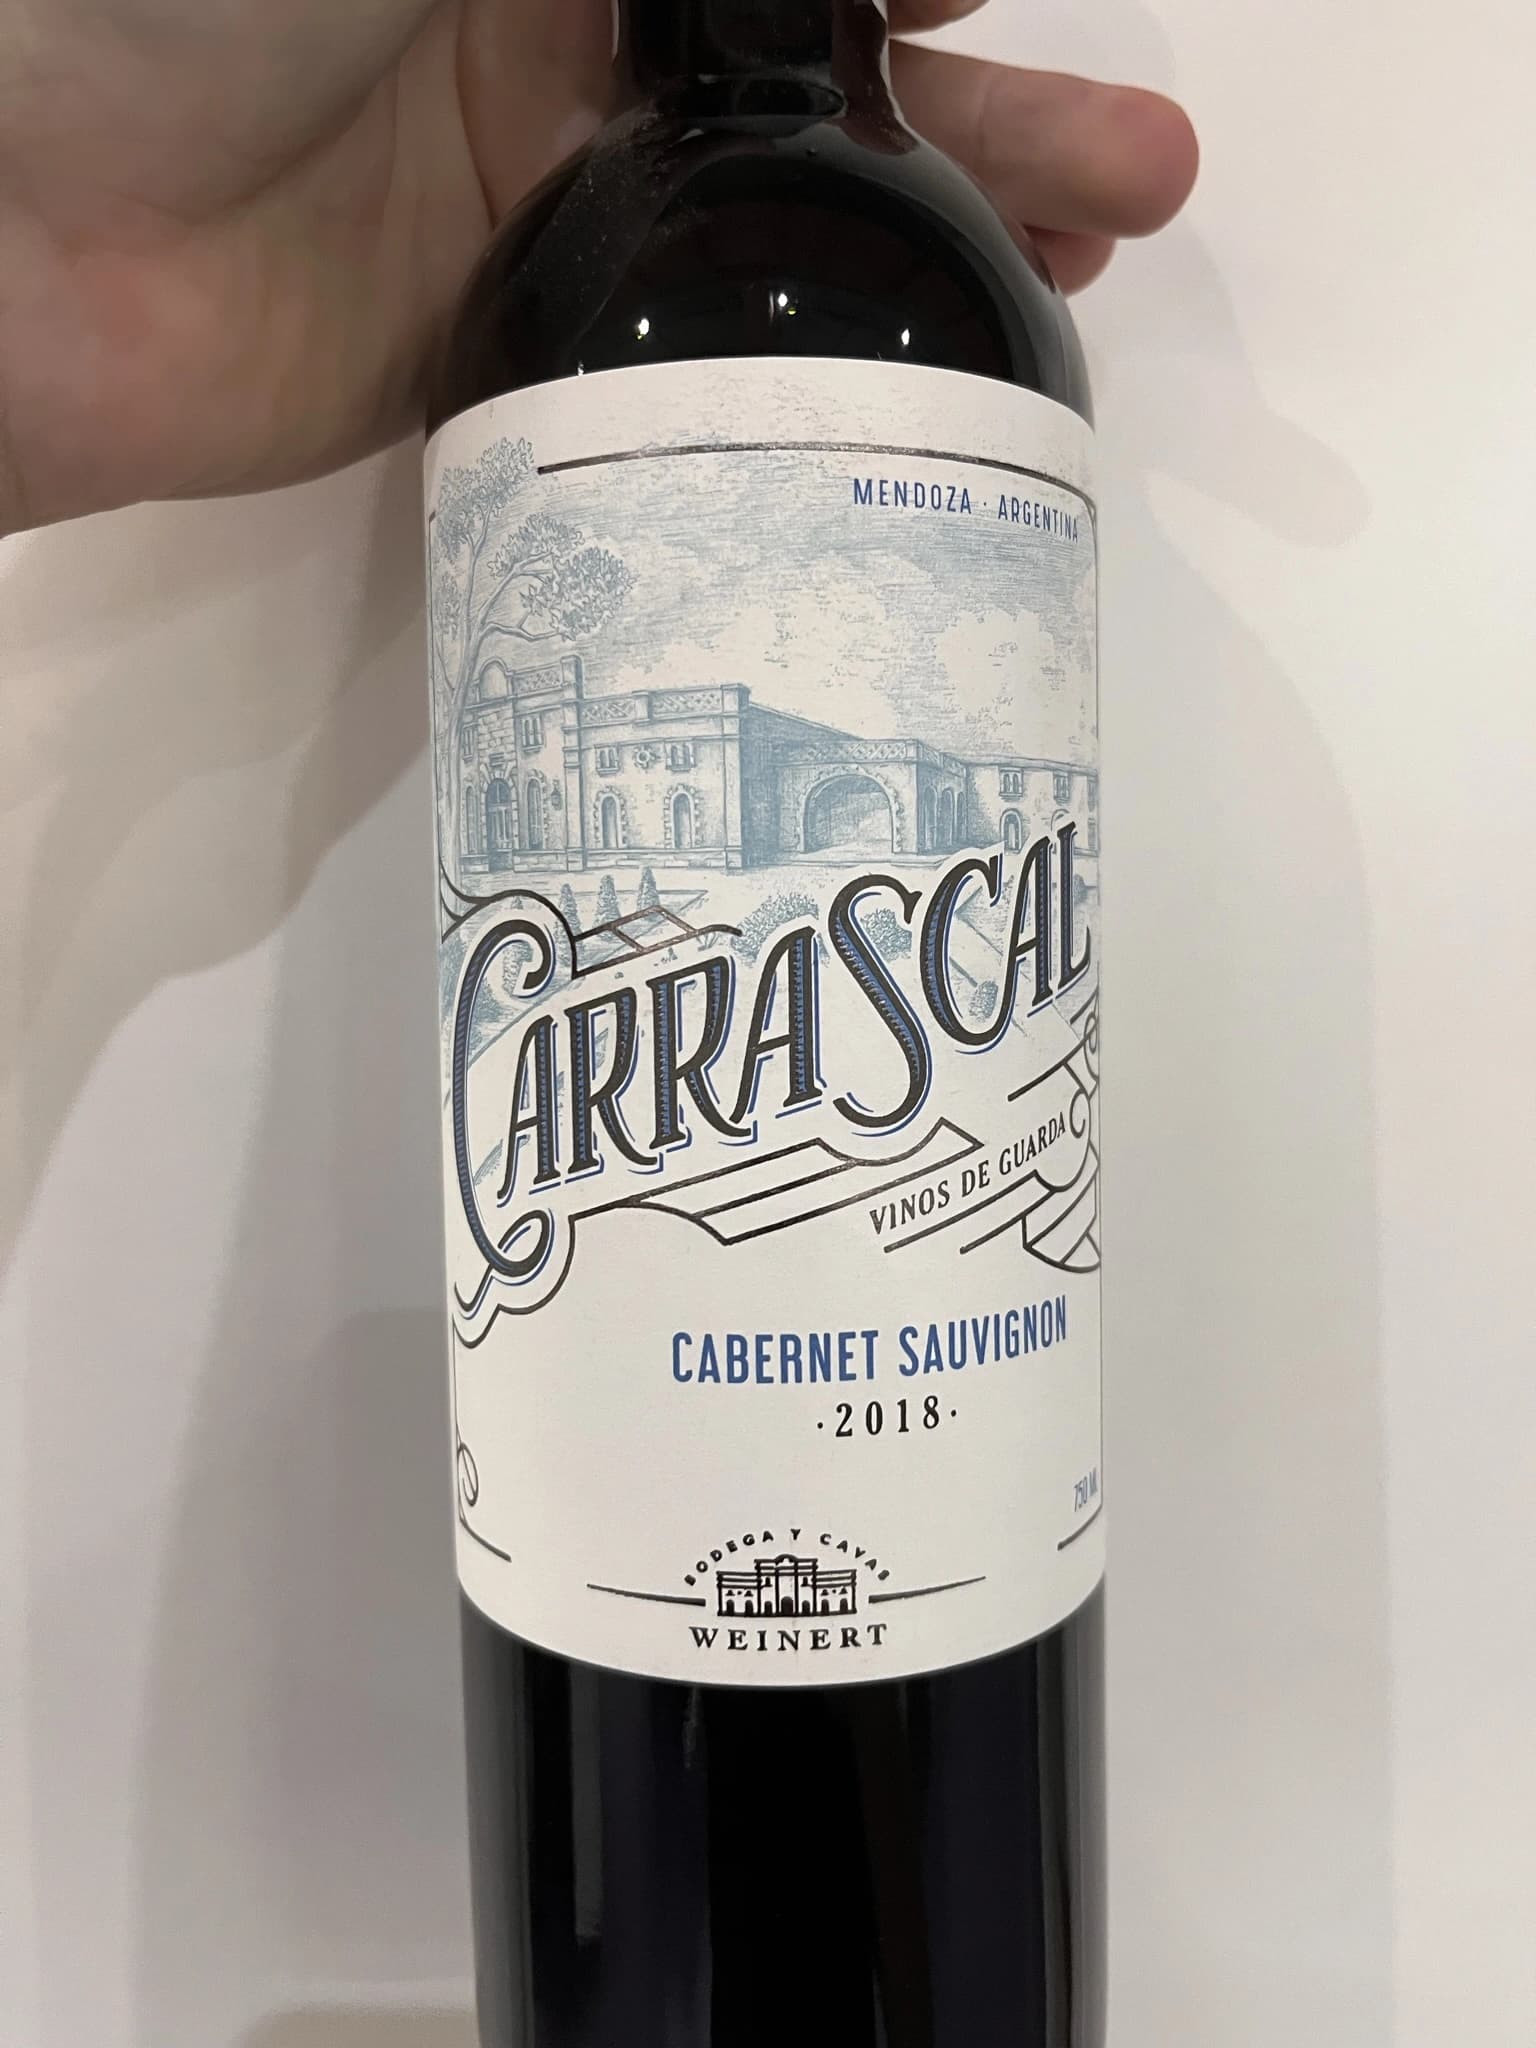 MENDOZA · ARGENTINA
CARRASCAL
VINOS DE GUARDA
CABERNET SAUVIGNON
·2018·
750 ML
BODEGA Y CAVAS
WEINERT